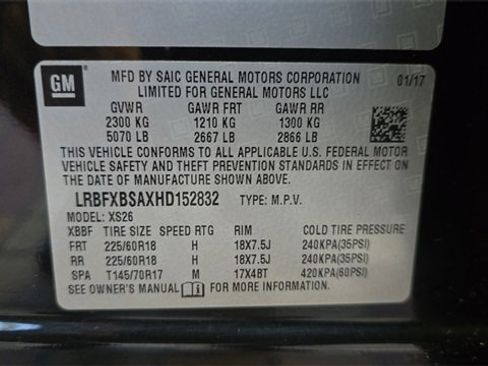 GM
MFD BY SAIC GENERAL MOTORS CORPORATION 01/17
LIMITED FOR GENERAL MOTORS LLC
GVWR GAWR FRT GAWR RR
2300 KG 1210 KG 1300 KG
5070 LB 2667 LB 2866 LB
THIS VEHICLE CONFORMS TO ALL APPLICABLE U.S. FEDERAL MOTOR
VEHICLE SAFETY AND THEFT PREVENTION STANDARDS IN EFFECT ON
THE DATE OF MANUFACTURE SHOWN ABOVE.
LRBFXBSAXHD152832 TYPE: M.P.V.
MODEL: XS26
XBBF TIRE SIZE SPEED RTG RIM COLD TIRE PRESSURE
FRT 225/60R18 H 18X7.5J 240KPA(35PSI)
RR 225/60R18 H 18X7.5J 240KPA(35PSI)
SPA T145/70R17 M 17X4BT 420KPA(60PSI)
SEE OWNER'S MANUAL FOR MORE INFORMATION.